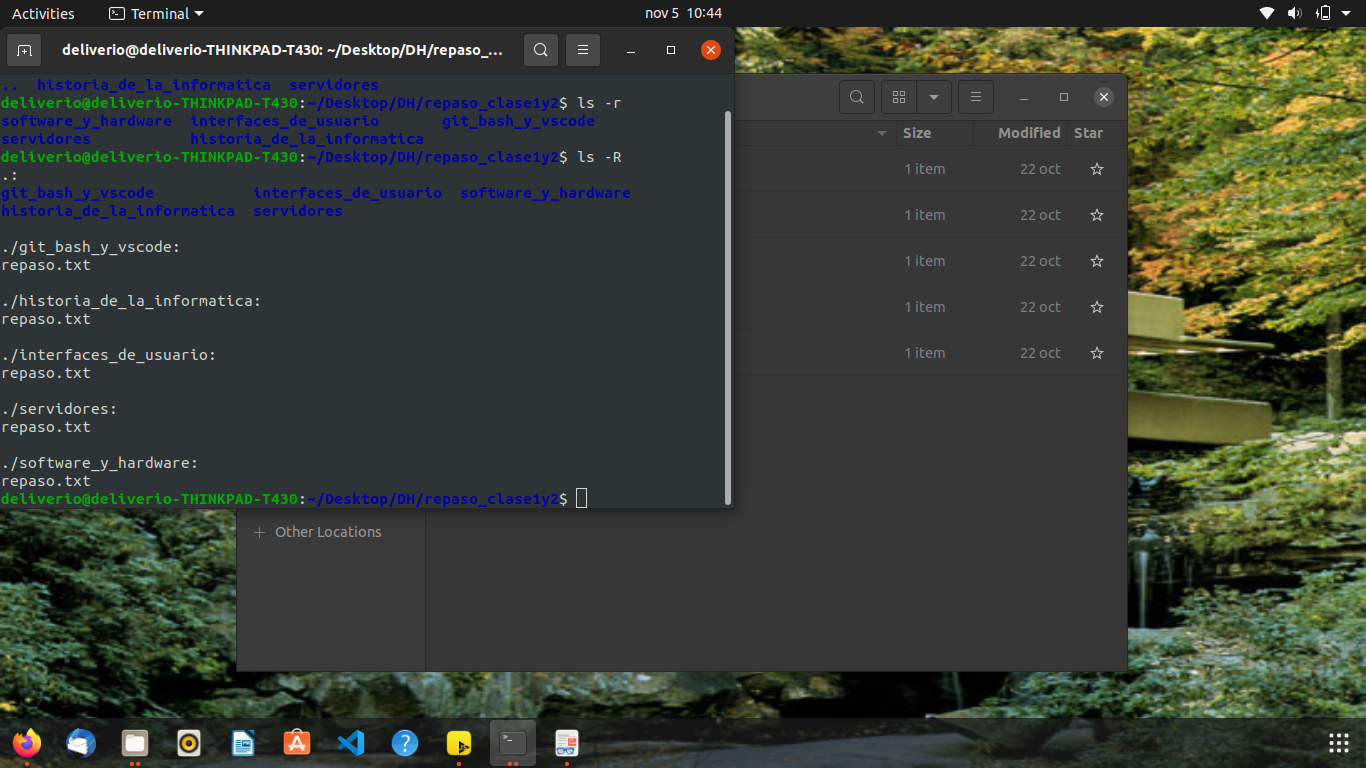 Activities
Terminal
nov 5 10:44
deliverio@deliverio-THINKPAD-T430: ~/Desktop/DH/repaso_...
.. historia_de_la_informatica servidores
deliverio@deliverio-THINKPAD-T430:~/Desktop/DH/repaso_clase1y2$ ls -r
software_y_hardware interfaces_de_usuario git_bash_y_vscode
servidores historia_de_la_informatica
deliverio@deliverio-THINKPAD-T430:~/Desktop/DH/repaso_clase1y2$ ls -R
.:
git_bash_y_vscode interfaces_de_usuario software_y_hardware
historia_de_la_informatica servidores
./git_bash_y_vscode:
repaso.txt
./historia_de_la_informatica:
repaso.txt
./interfaces_de_usuario:
repaso.txt
./servidores:
repaso.txt
./software_y_hardware:
repaso.txt
deliverio@deliverio-THINKPAD-T430:~/Desktop/DH/repaso_clase1y2$
Size Modified Star
1 item 22 oct
1 item 22 oct
1 item 22 oct
1 item 22 oct
1 item 22 oct
Other Locations